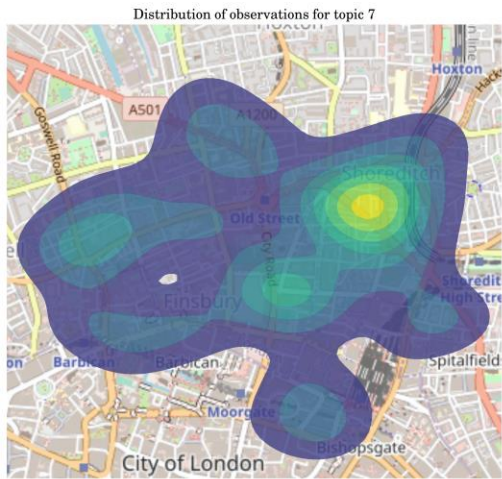 Distribution of observations for topic 7
Hoxton
Hoxton
A501
A1200
Goswell Road
Shoreditch
Old Street
City Road
Finsbury
Shoredit
High Stre
Barbican
Barbican
Spitalfield
Moorgate
Bishopsgate
City of London